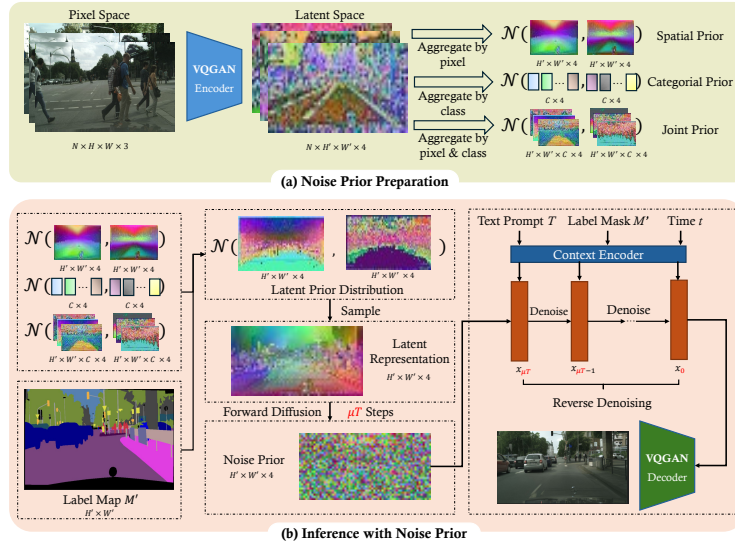 Pixel Space
VQGAN
Encoder
N × H × W × 3
Latent Space
N × H′ × W′ × 4
Aggregate by
pixel
Aggregate by
class
Aggregate by
pixel & class
𝒩( , )
H′ × W′ × 4 H′ × W′ × 4
Spatial Prior
𝒩( ... , ... )
C × 4 C × 4
Categorial Prior
𝒩( , )
H′ × W′ × C × 4 H′ × W′ × C × 4
Joint Prior
(a) Noise Prior Preparation
𝒩( , )
H′ × W′ × 4 H′ × W′ × 4
𝒩( ... , ... )
C × 4 C × 4
𝒩( , )
H′ × W′ × C × 4 H′ × W′ × C × 4
Label Map M′
H′ × W′
𝒩( , )
H′ × W′ × 4 H′ × W′ × 4
Latent Prior Distribution
Sample
Latent
Representation
H′ × W′ × 4
Forward Diffusion μT Steps
Noise Prior
H′ × W′ × 4
Text Prompt T Label Mask M′ Time t
Context Encoder
Denoise Denoise ...
x_{μT} x_{μT−1} x_0
Reverse Denoising
VQGAN
Decoder
(b) Inference with Noise Prior